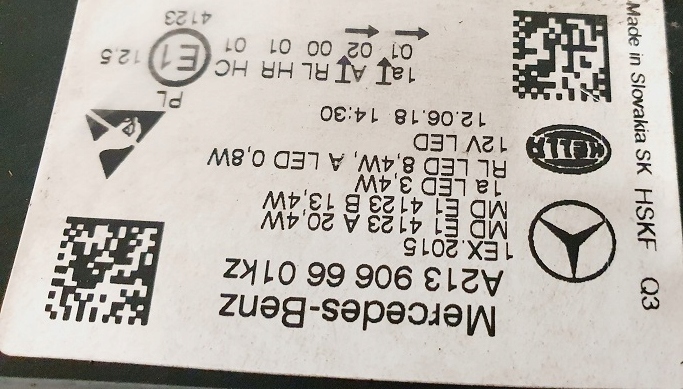 Mercedes-Benz
A213 906 66 01KZ
1EX.2015
MD E1 4123 A 20,4W
MD E1 4123 B 13,4W
1a LED 3,4W
RL LED 8,4W, A LED 0,8W
12V LED
12.06.18 14:30
PL
1a A RL HR HC E1 12.5
01 02 00 01 01
4123
HELLA
Made in Slovakia SK HSKF Q3